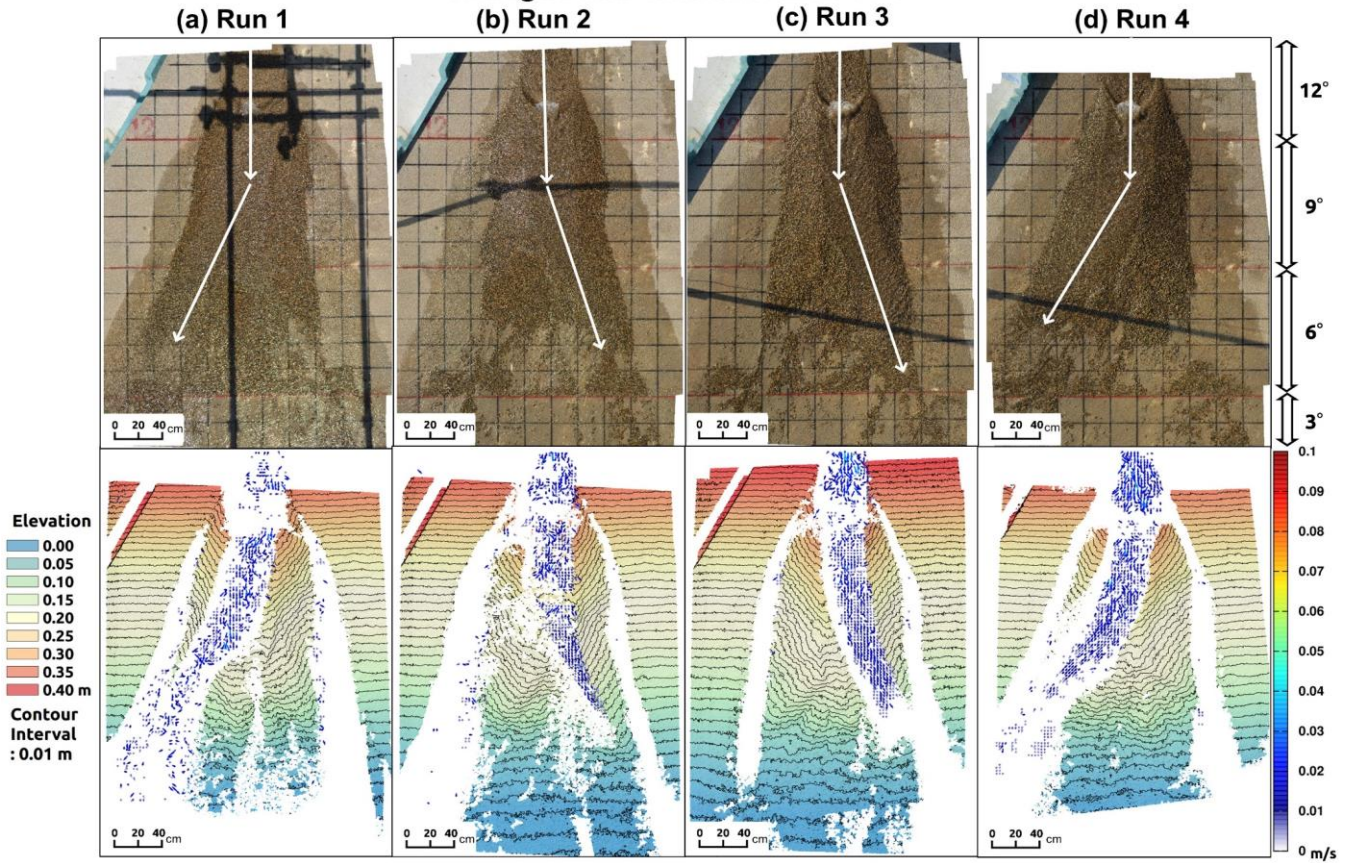 (a) Run 1
(b) Run 2
(c) Run 3
(d) Run 4
12°
9°
6°
3°
0 20 40 cm
0 20 40 cm
0 20 40 cm
0 20 40 cm
Elevation
0.00
0.05
0.10
0.15
0.20
0.25
0.30
0.35
0.40 m
Contour
Interval
: 0.01 m
0 20 40 cm
0 20 40 cm
0 20 40 cm
0 20 40 cm
0.1
0.09
0.08
0.07
0.06
0.05
0.04
0.03
0.02
0.01
0 m/s